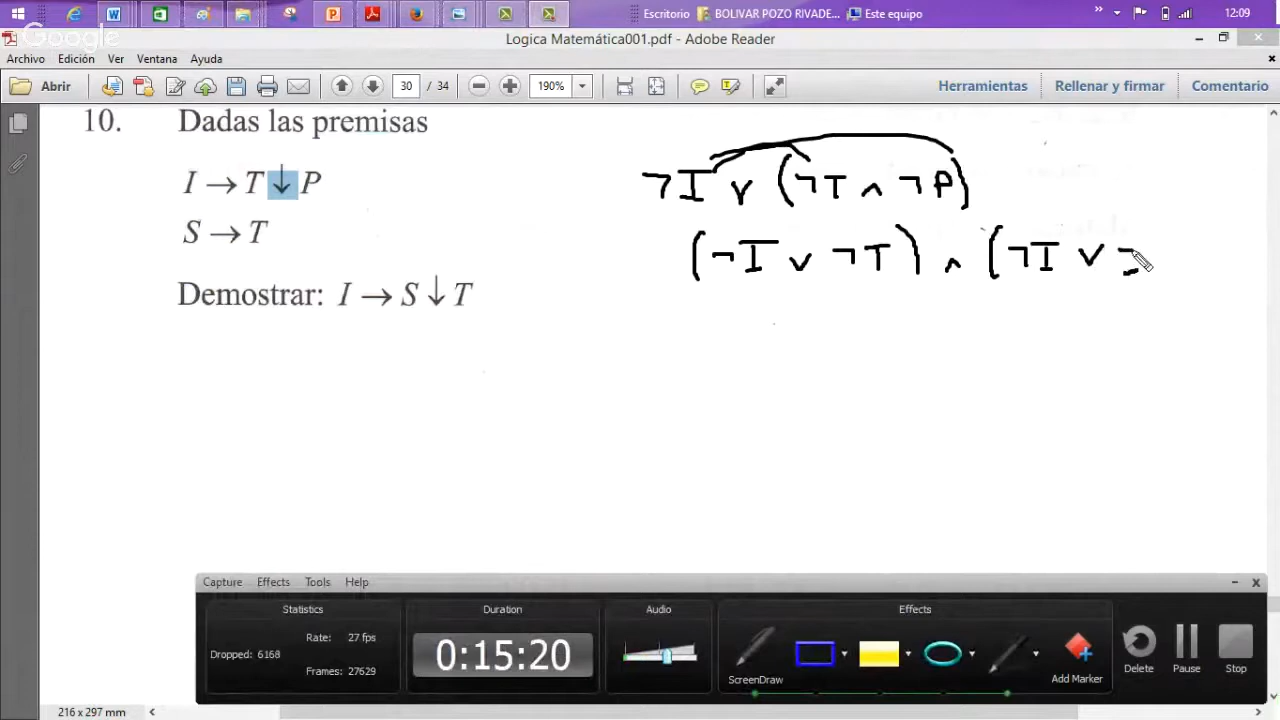 Escritorio » BOLIVAR POZO RIVADE... » Este equipo » 12:09
Google
Logica Matemática001.pdf - Adobe Reader
Archivo Edición Ver Ventana Ayuda
Abrir 30 / 34 190% Herramientas Rellenar y firmar Comentario
10. Dadas las premisas
I → T ↓ P
S → T
Demostrar: I → S ↓ T
¬I ∨ (¬T ∧ ¬P)
(¬I ∨ ¬T) ∧ (¬I ∨
Capture Effects Tools Help
Statistics Duration Audio Effects
Rate: 27 fps
Dropped: 6168
Frames: 27629
0:15:20
ScreenDraw Add Marker Delete Pause Stop
216 x 297 mm